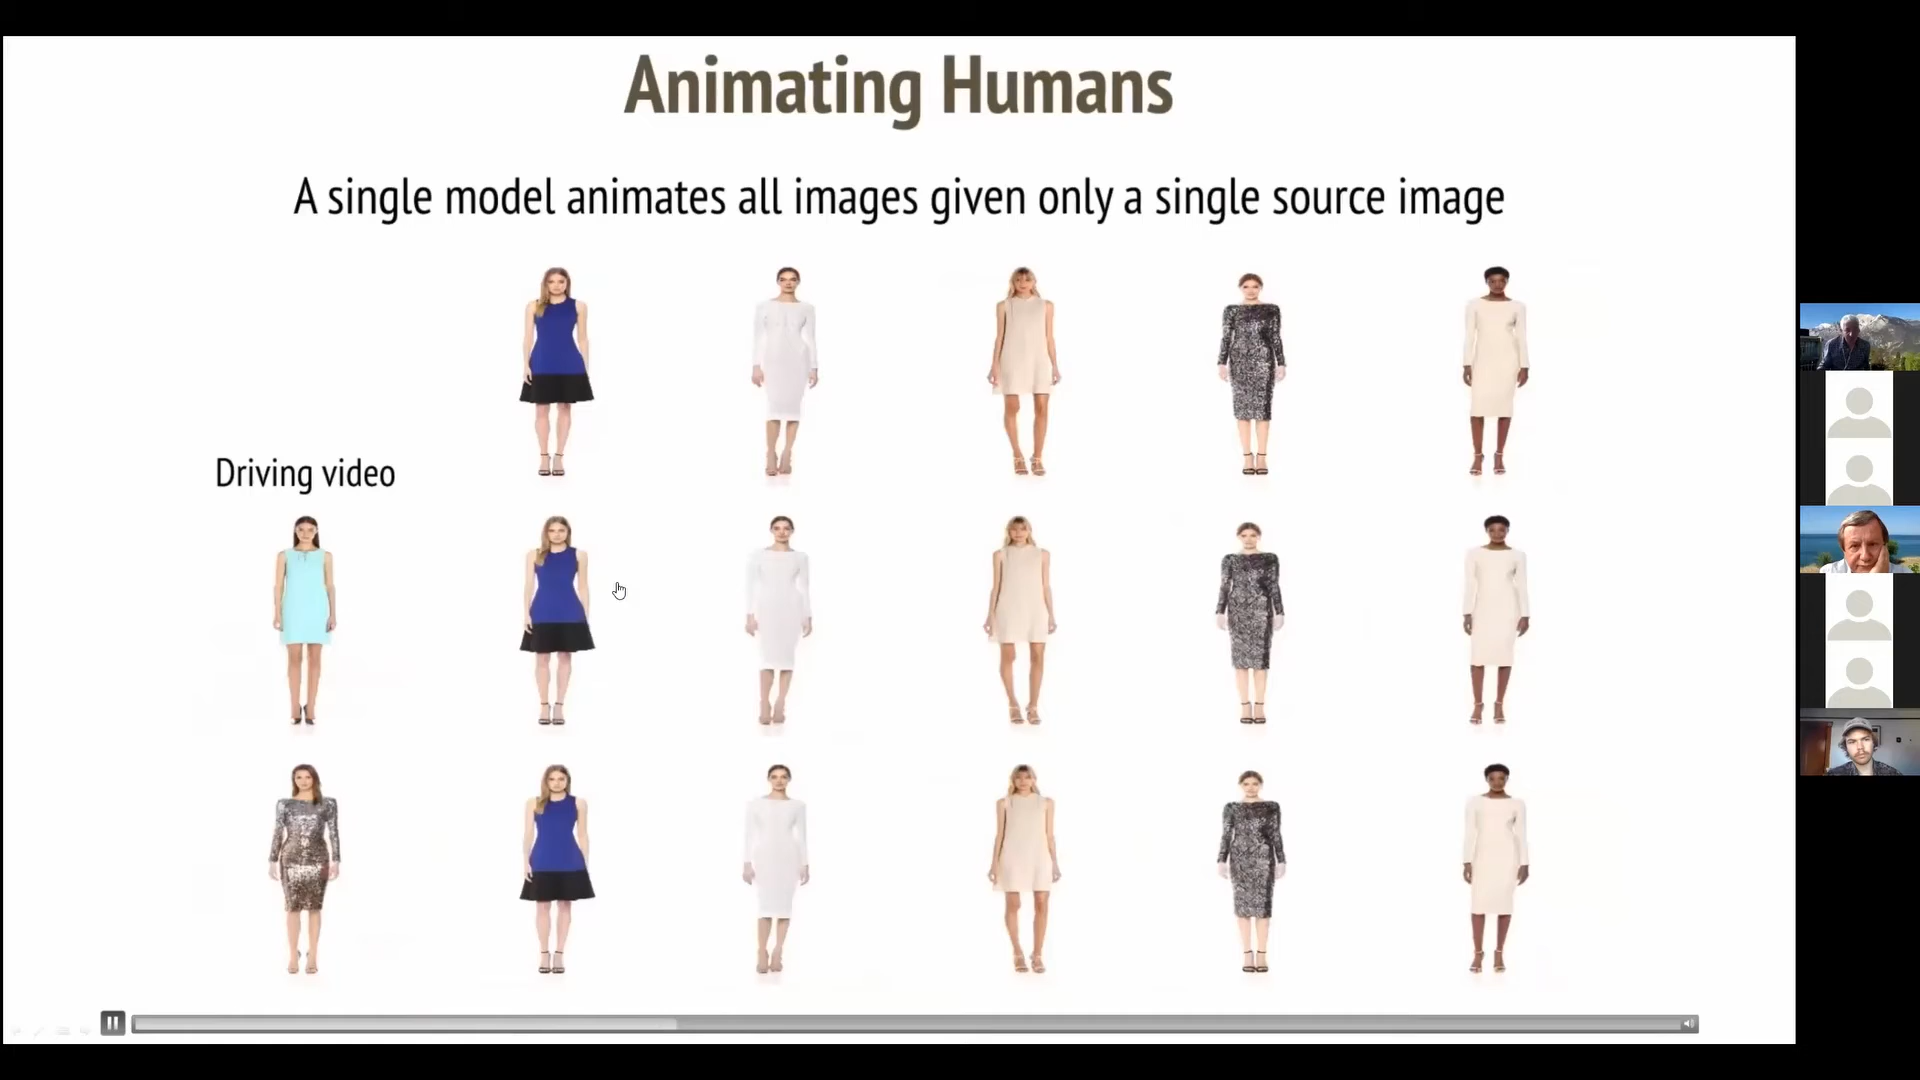 Animating Humans
A single model animates all images given only a single source image
Driving video